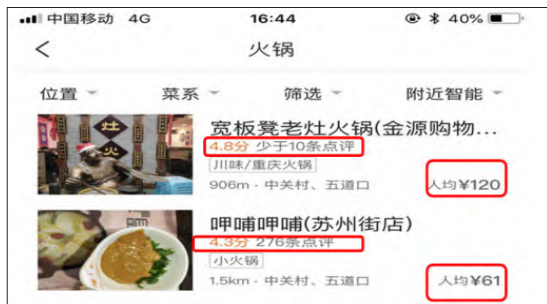 中国移动 4G 16:44 40%
火锅
位置 菜系 筛选 附近智能
宽板凳老灶火锅(金源购物...
4.8分 少于10条点评
川味/重庆火锅
906m · 中关村、五道口 人均¥120
呷哺呷哺(苏州街店)
4.3分 276条点评
小火锅
1.5km · 中关村、五道口 人均¥61